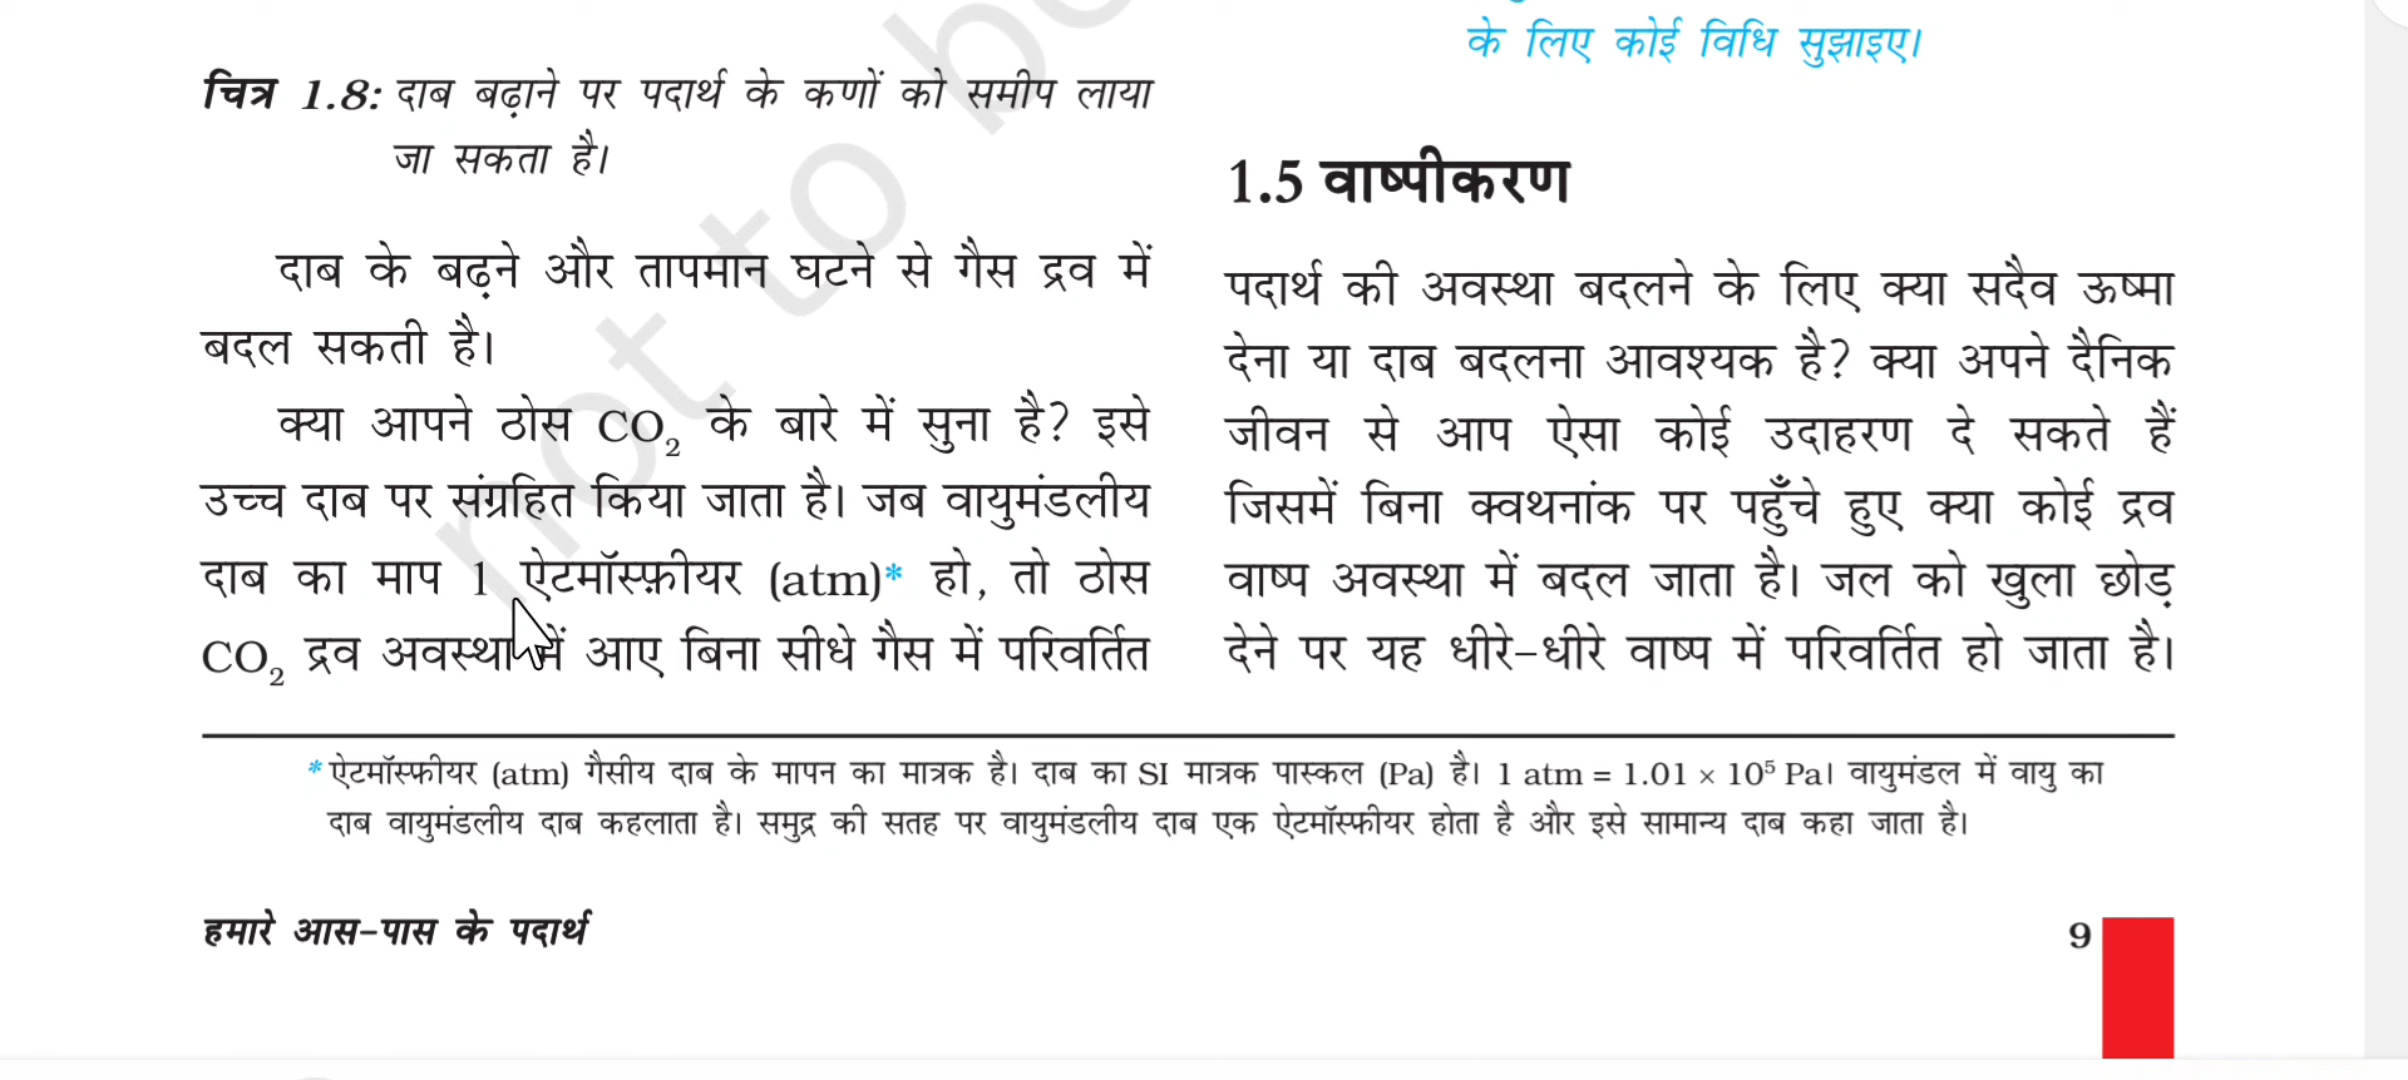 चित्र 1.8: दाब बढ़ाने पर पदार्थ के कणों को समीप लाया
जा सकता है।
दाब के बढ़ने और तापमान घटने से गैस द्रव में
बदल सकती है।
क्या आपने ठोस CO₂ के बारे में सुना है? इसे
उच्च दाब पर संग्रहित किया जाता है। जब वायुमंडलीय
दाब का माप 1 ऐटमॉस्फ़ीयर (atm)* हो, तो ठोस
CO₂ द्रव अवस्था में आए बिना सीधे गैस में परिवर्तित
के लिए कोई विधि सुझाइए।
1.5 वाष्पीकरण
पदार्थ की अवस्था बदलने के लिए क्या सदैव ऊष्मा
देना या दाब बदलना आवश्यक है? क्या अपने दैनिक
जीवन से आप ऐसा कोई उदाहरण दे सकते हैं
जिसमें बिना क्वथनांक पर पहुँचे हुए क्या कोई द्रव
वाष्प अवस्था में बदल जाता है। जल को खुला छोड़
देने पर यह धीरे-धीरे वाष्प में परिवर्तित हो जाता है।
*ऐटमॉस्फीयर (atm) गैसीय दाब के मापन का मात्रक है। दाब का SI मात्रक पास्कल (Pa) है। 1 atm = 1.01 × 10⁵ Pa। वायुमंडल में वायु का
दाब वायुमंडलीय दाब कहलाता है। समुद्र की सतह पर वायुमंडलीय दाब एक ऐटमॉस्फीयर होता है और इसे सामान्य दाब कहा जाता है।
हमारे आस-पास के पदार्थ
9
not to b